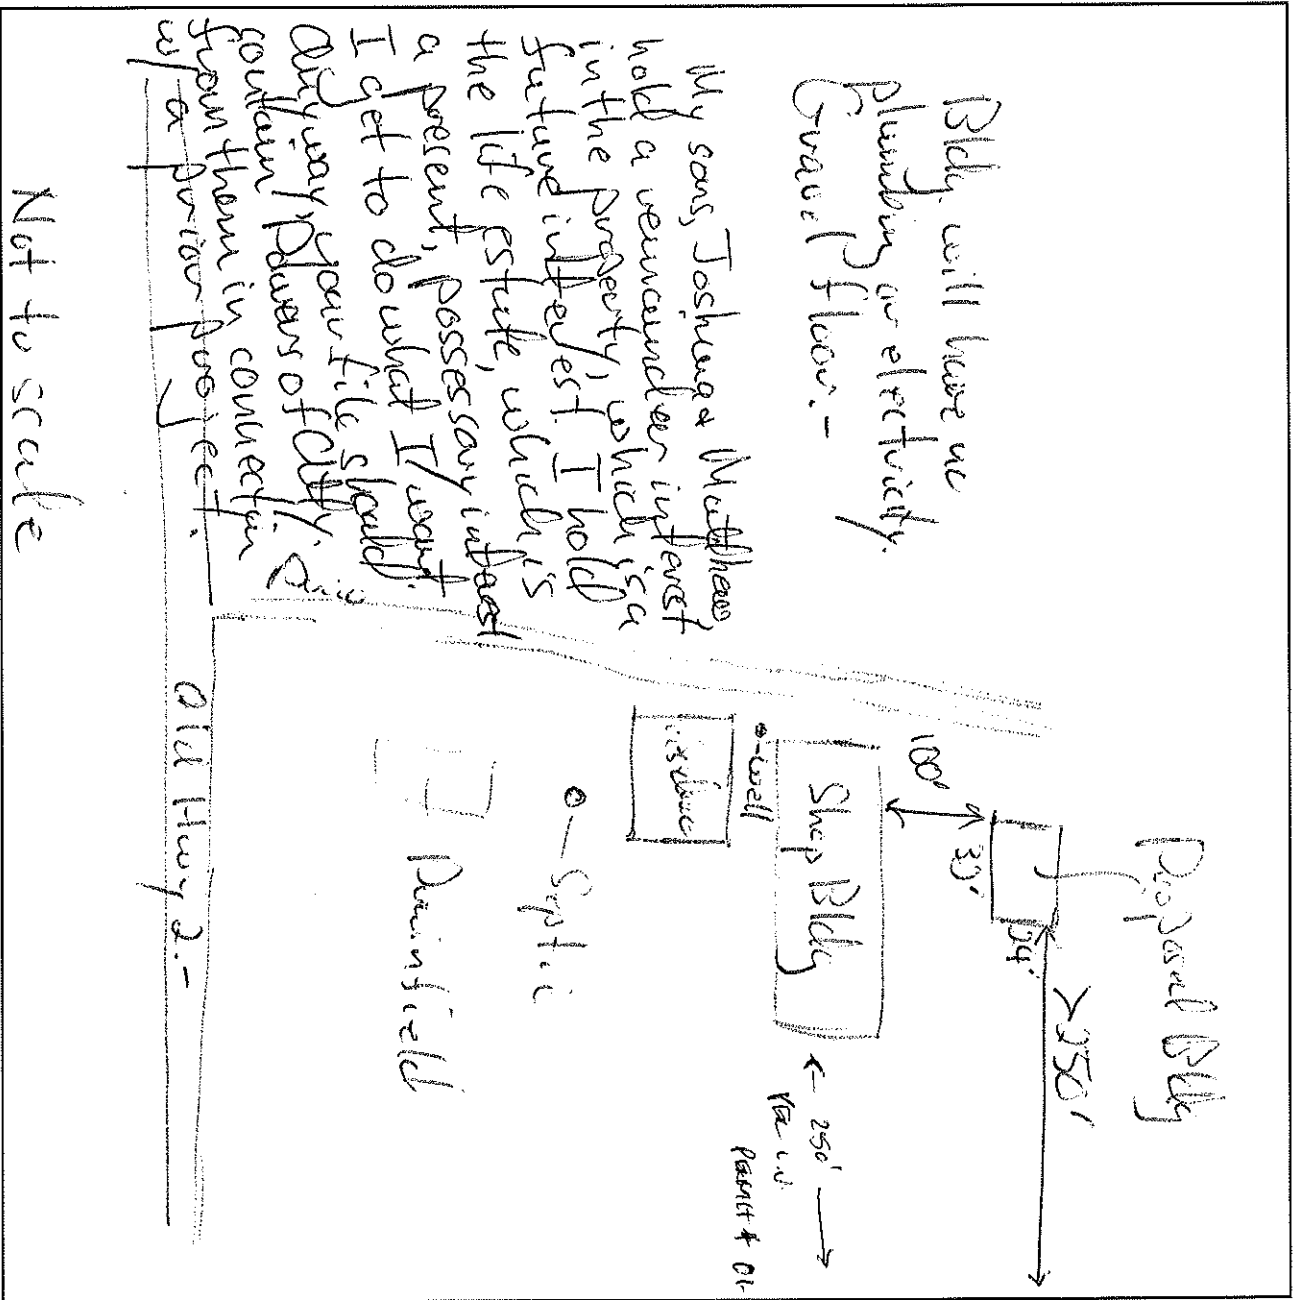 Bldg. will have no
plumbing or electricity.
Gravel floor. -
My sons, Joshua & Matthew
hold a remainder interest
in the property, which is a
future interest. I hold
the life estate, which is
a present, possessory interest
I get to do what I want.
Anyway, your file should
contain Powers of Atty.
from them in connection
w/ a prior project.
Not to scale
Proposed Bldg
>250'
24'
30'
100'
Shop Bldg
← 250' →
PERMIT # 01-
-well
-Septic
Drainfield
Old Hwy 2.-